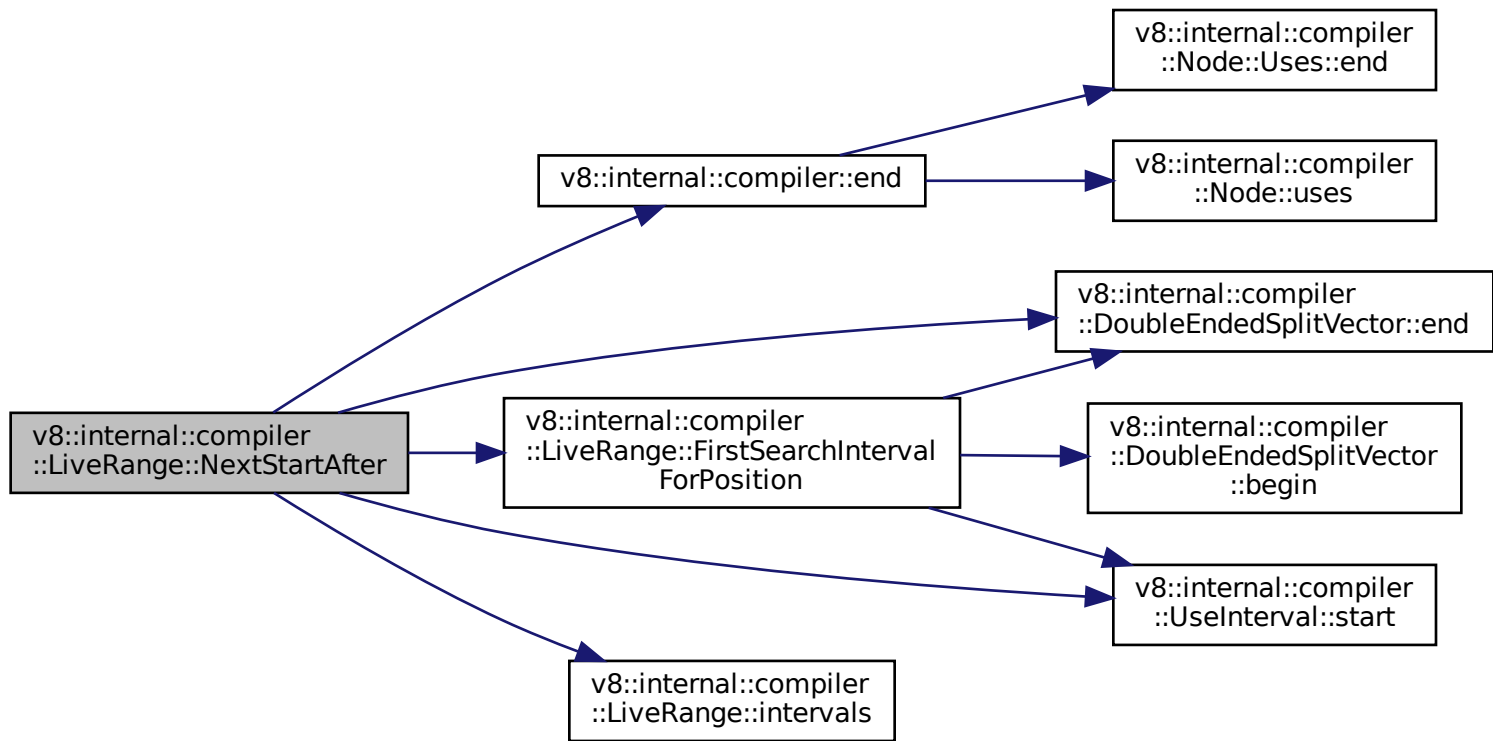 v8::internal::compiler
::LiveRange::NextStartAfter
v8::internal::compiler::end
v8::internal::compiler
::Node::Uses::end
v8::internal::compiler
::Node::uses
v8::internal::compiler
::DoubleEndedSplitVector::end
v8::internal::compiler
::LiveRange::FirstSearchInterval
ForPosition
v8::internal::compiler
::DoubleEndedSplitVector
::begin
v8::internal::compiler
::UseInterval::start
v8::internal::compiler
::LiveRange::intervals